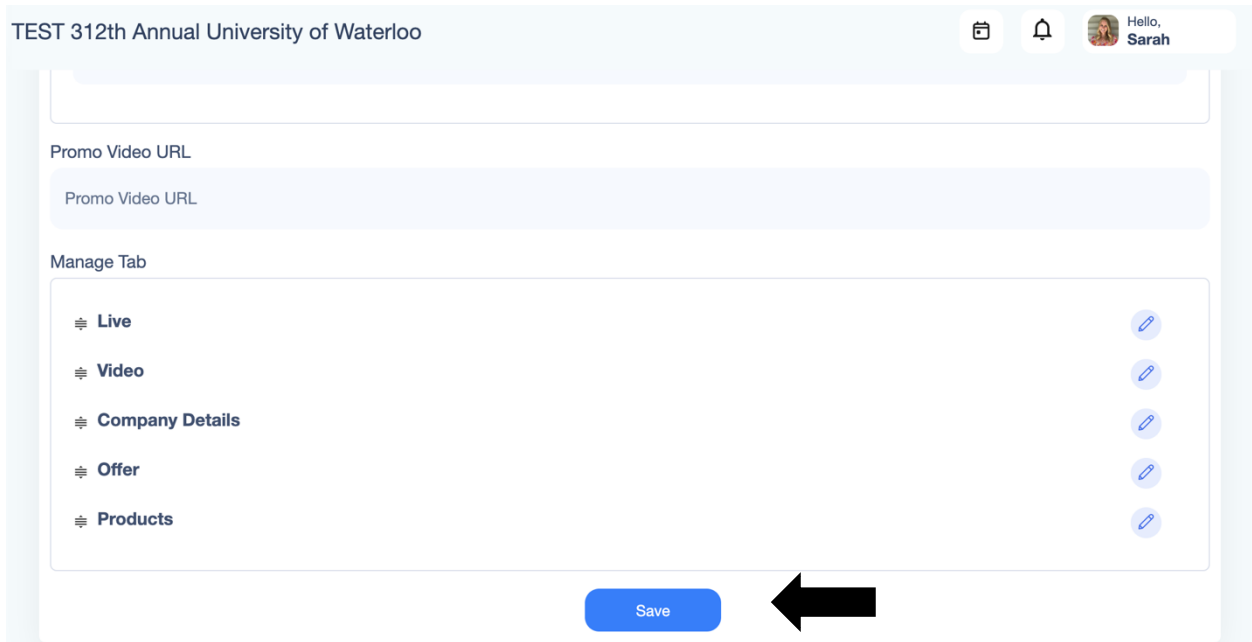 TEST 312th Annual University of Waterloo
Hello,
Sarah
Promo Video URL
Promo Video URL
Manage Tab
Live
Video
Company Details
Offer
Products
Save